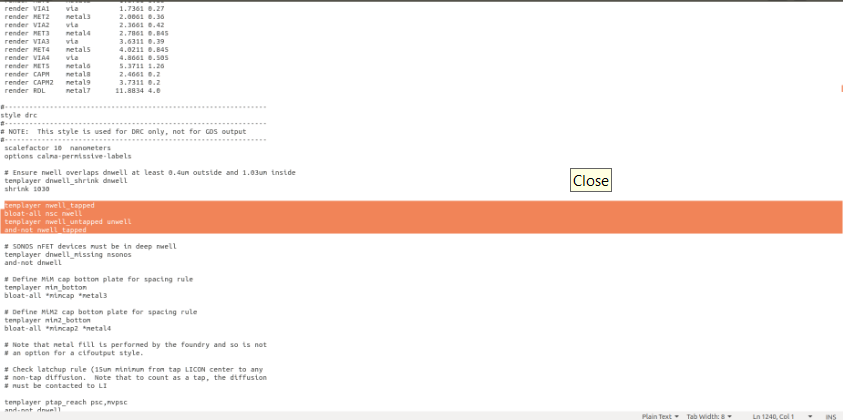 render VIA1 via 1.7361 0.27
render MET2 metal3 2.0061 0.36
render VIA2 via 2.3661 0.42
render MET3 metal4 2.7861 0.845
render VIA3 via 3.6311 0.39
render MET4 metal5 4.0211 0.845
render VIA4 via 4.8661 0.505
render MET5 metal6 5.3711 1.26
render CAPM metal8 2.4661 0.2
render CAPM2 metal9 3.7311 0.2
render RDL metal7 11.8834 4.0
#----------------------------------------------------------------
style drc
#----------------------------------------------------------------
# NOTE: This style is used for DRC only, not for GDS output
#----------------------------------------------------------------
scalefactor 10 nanometers
options calma-permissive-labels
# Ensure nwell overlaps dnwell at least 0.4um outside and 1.03um inside
templayer dnwell_shrink dnwell
shrink 1030
Close
templayer nwell_tapped
bloat-all nsc nwell
templayer nwell_untapped unwell
and-not nwell_tapped
# SONOS nFET devices must be in deep nwell
templayer dnwell_missing nsonos
and-not dnwell
# Define MiM cap bottom plate for spacing rule
templayer mim_bottom
bloat-all *mimcap *metal3
# Define MiM2 cap bottom plate for spacing rule
templayer mim2_bottom
bloat-all *mimcap2 *metal4
# Note that metal fill is performed by the foundry and so is not
# an option for a cifoutput style.
# Check latchup rule (15um minimum from tap LICON center to any
# non-tap diffusion. Note that to count as a tap, the diffusion
# must be contacted to LI
templayer ptap_reach psc,mvpsc
and-not dnwell
Plain Text Tab Width: 8 Ln 1240, Col 1 INS